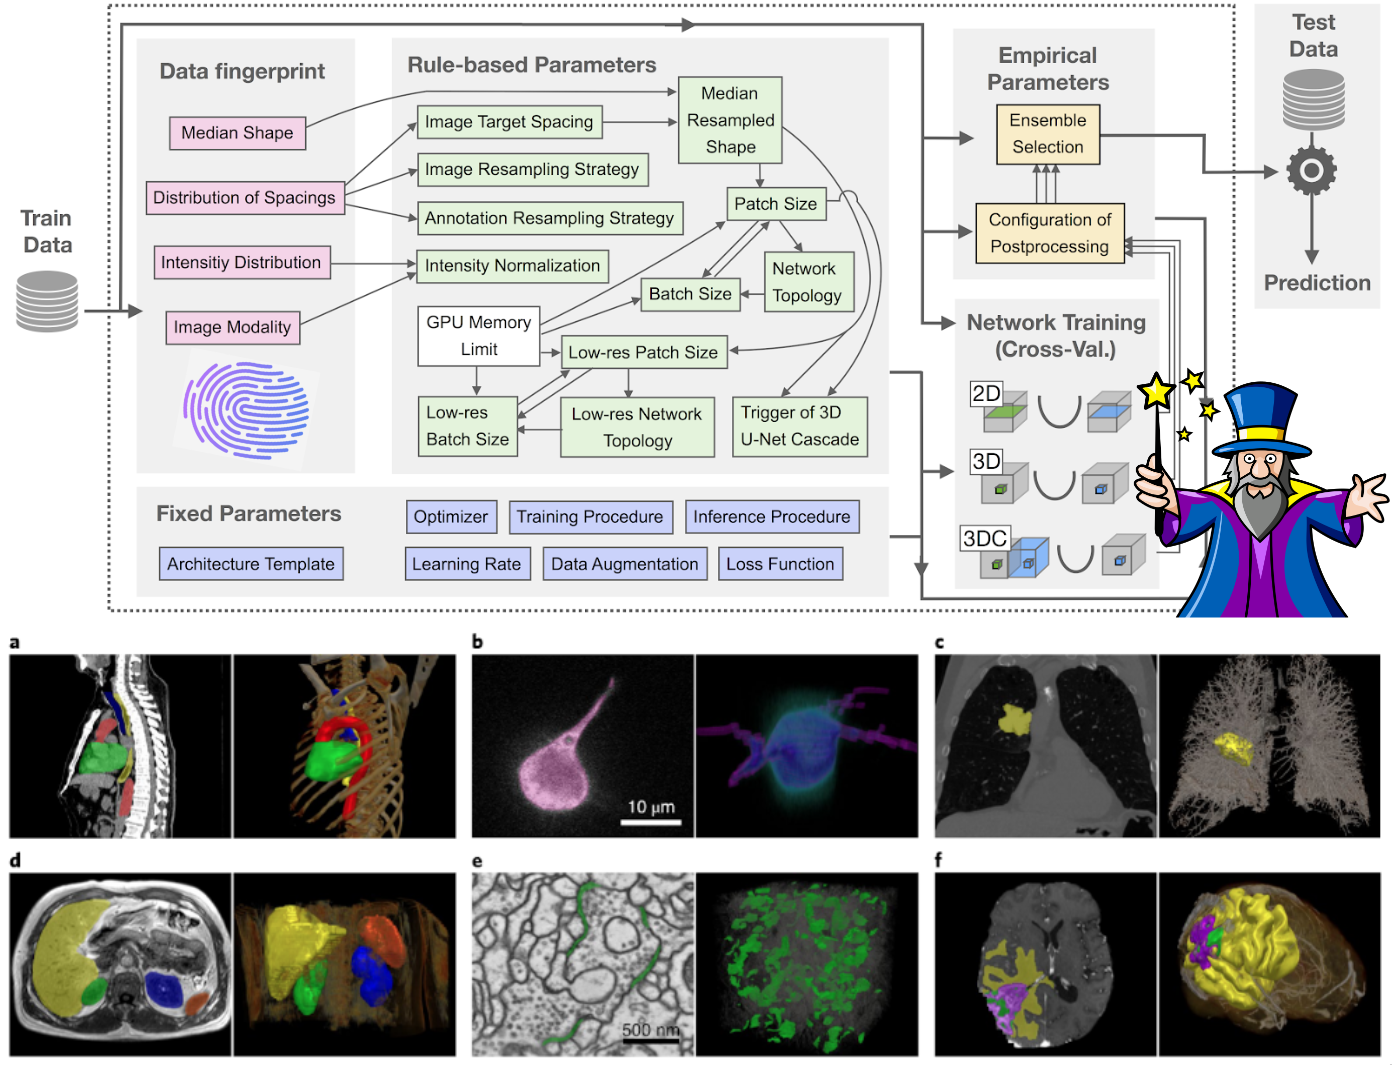 Train
Data
Data fingerprint
Median Shape
Distribution of Spacings
Intensitiy Distribution
Image Modality
Rule-based Parameters
Image Target Spacing
Image Resampling Strategy
Annotation Resampling Strategy
Intensity Normalization
GPU Memory
Limit
Median
Resampled
Shape
Patch Size
Batch Size
Network
Topology
Low-res Patch Size
Low-res
Batch Size
Low-res Network
Topology
Trigger of 3D
U-Net Cascade
Fixed Parameters
Optimizer
Training Procedure
Inference Procedure
Architecture Template
Learning Rate
Data Augmentation
Loss Function
Empirical
Parameters
Ensemble
Selection
Configuration of
Postprocessing
Network Training
(Cross-Val.)
2D
3D
3DC
Test
Data
Prediction
a
b
10 µm
c
d
e
500 nm
f